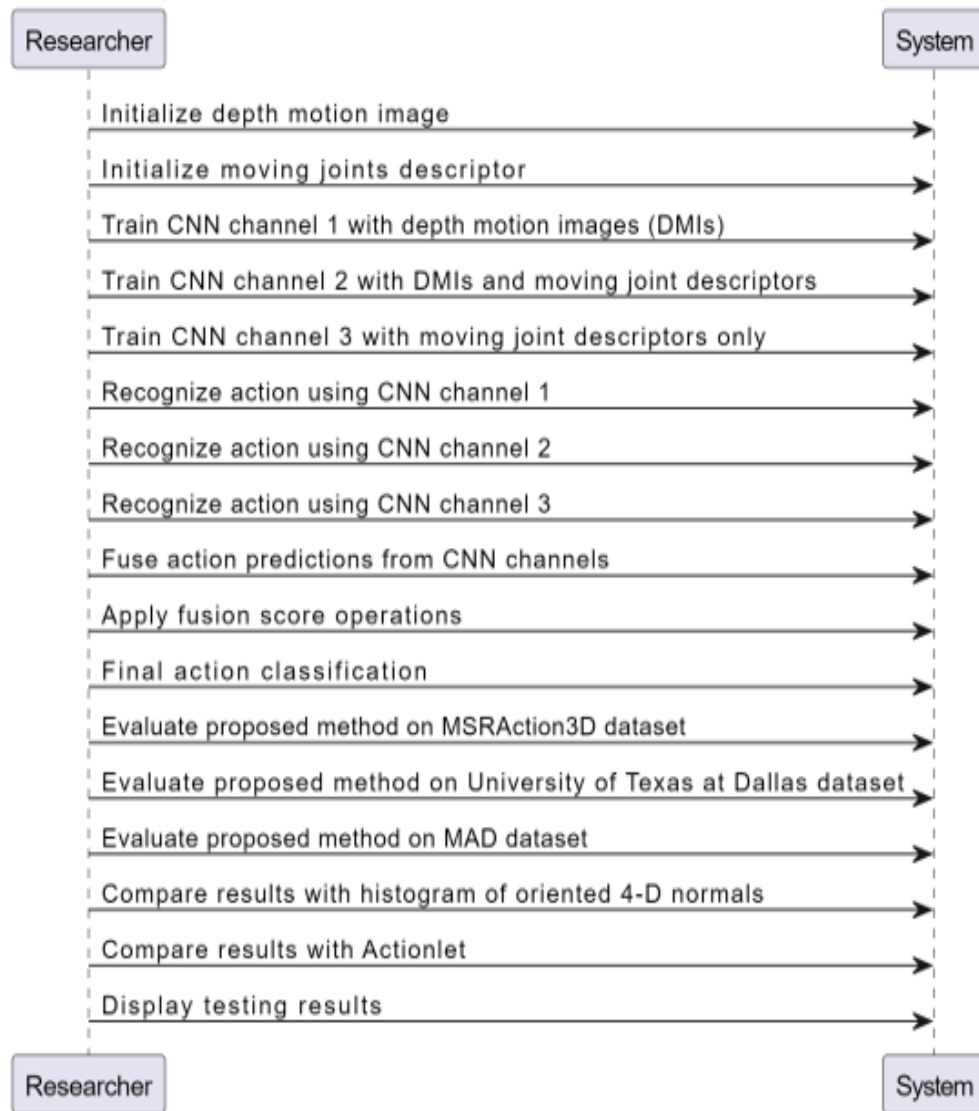 Researcher
System
Initialize depth motion image
Initialize moving joints descriptor
Train CNN channel 1 with depth motion images (DMIs)
Train CNN channel 2 with DMIs and moving joint descriptors
Train CNN channel 3 with moving joint descriptors only
Recognize action using CNN channel 1
Recognize action using CNN channel 2
Recognize action using CNN channel 3
Fuse action predictions from CNN channels
Apply fusion score operations
Final action classification
Evaluate proposed method on MSRAction3D dataset
Evaluate proposed method on University of Texas at Dallas dataset
Evaluate proposed method on MAD dataset
Compare results with histogram of oriented 4-D normals
Compare results with Actionlet
Display testing results
Researcher
System